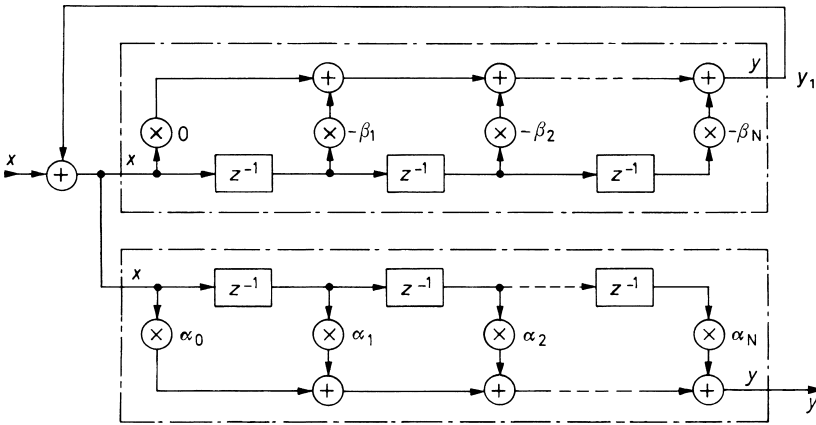 y
y₁
× 0
× -β₁
× -β₂
× -β_N
x
x
z⁻¹
z⁻¹
z⁻¹
x
z⁻¹
z⁻¹
z⁻¹
× α₀
× α₁
× α₂
× α_N
y
y